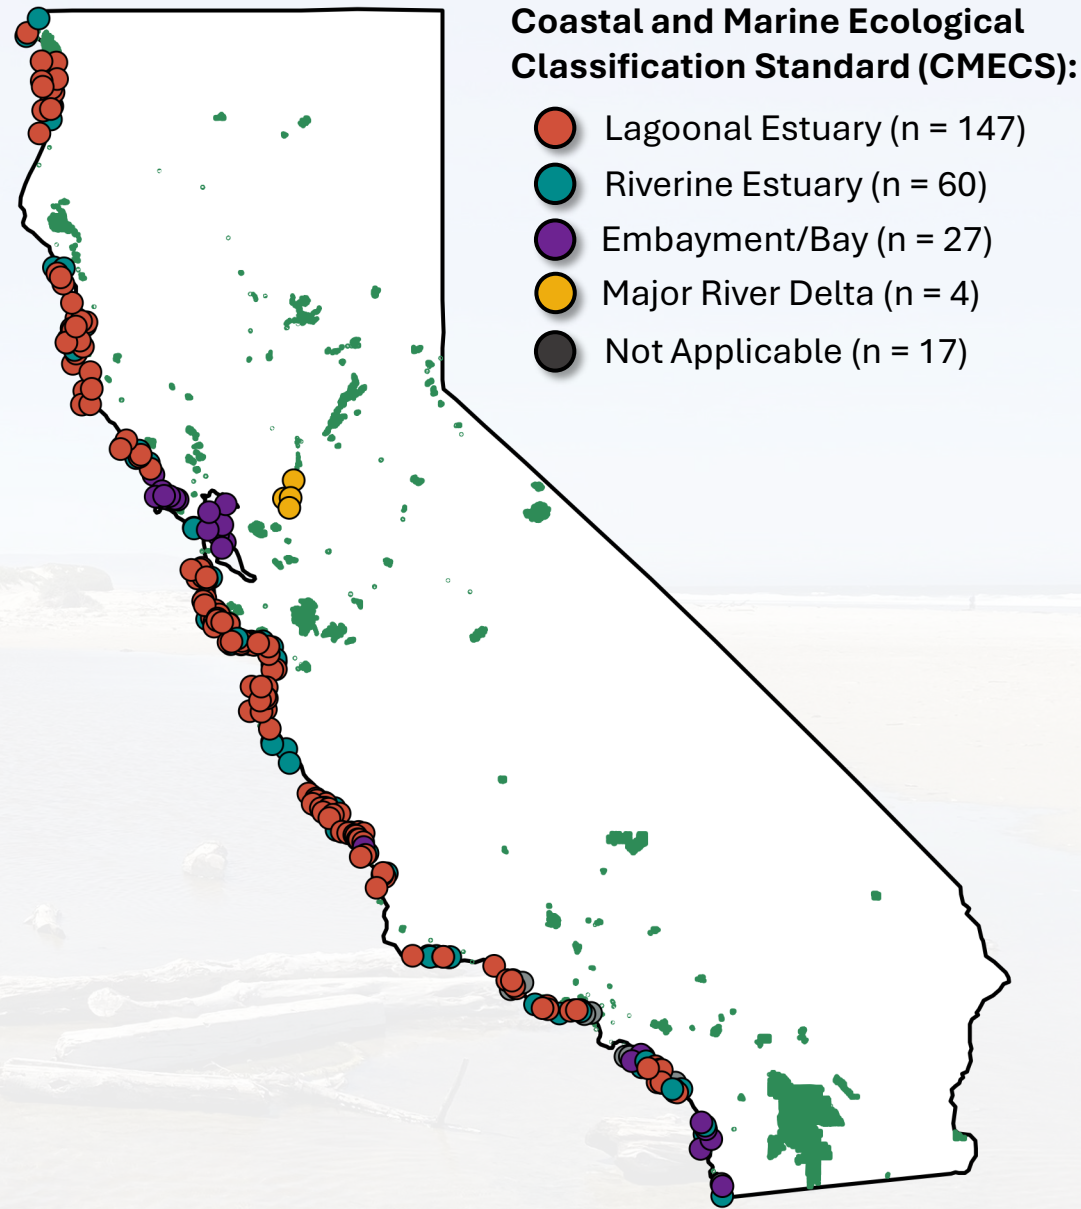 Coastal and Marine Ecological
Classification Standard (CMECS):
Lagoonal Estuary (n = 147)
Riverine Estuary (n = 60)
Embayment/Bay (n = 27)
Major River Delta (n = 4)
Not Applicable (n = 17)